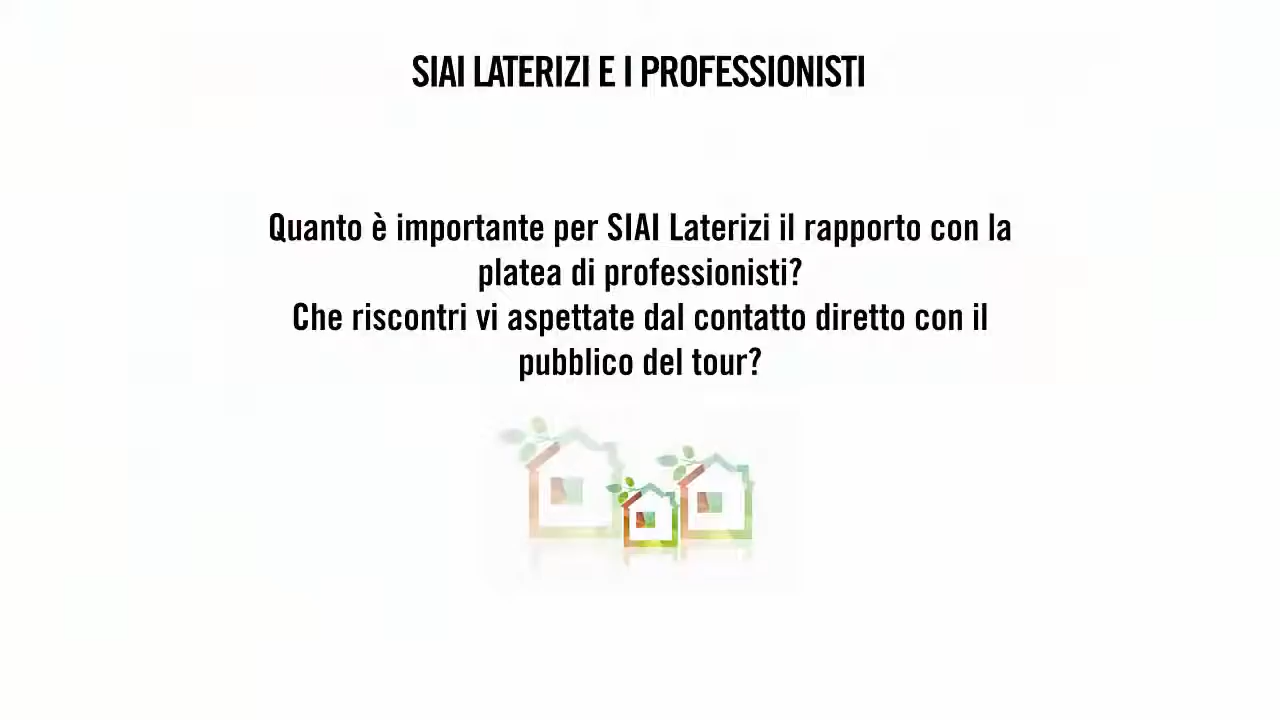 SIAI LATERIZI E I PROFESSIONISTI
Quanto è importante per SIAI Laterizi il rapporto con la
platea di professionisti?
Che riscontri vi aspettate dal contatto diretto con il
pubblico del tour?